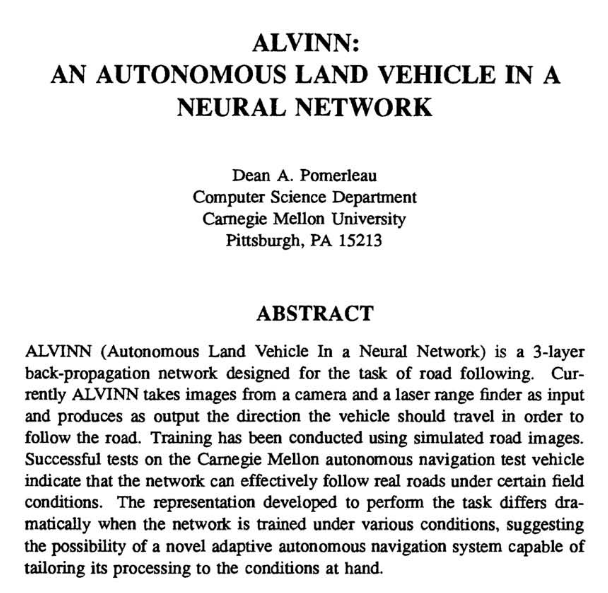 ALVINN:
AN AUTONOMOUS LAND VEHICLE IN A
NEURAL NETWORK
Dean A. Pomerleau
Computer Science Department
Carnegie Mellon University
Pittsburgh, PA 15213
ABSTRACT
ALVINN (Autonomous Land Vehicle In a Neural Network) is a 3-layer
back-propagation network designed for the task of road following. Cur-
rently ALVINN takes images from a camera and a laser range finder as input
and produces as output the direction the vehicle should travel in order to
follow the road. Training has been conducted using simulated road images.
Successful tests on the Carnegie Mellon autonomous navigation test vehicle
indicate that the network can effectively follow real roads under certain field
conditions. The representation developed to perform the task differs dra-
matically when the network is trained under various conditions, suggesting
the possibility of a novel adaptive autonomous navigation system capable of
tailoring its processing to the conditions at hand.